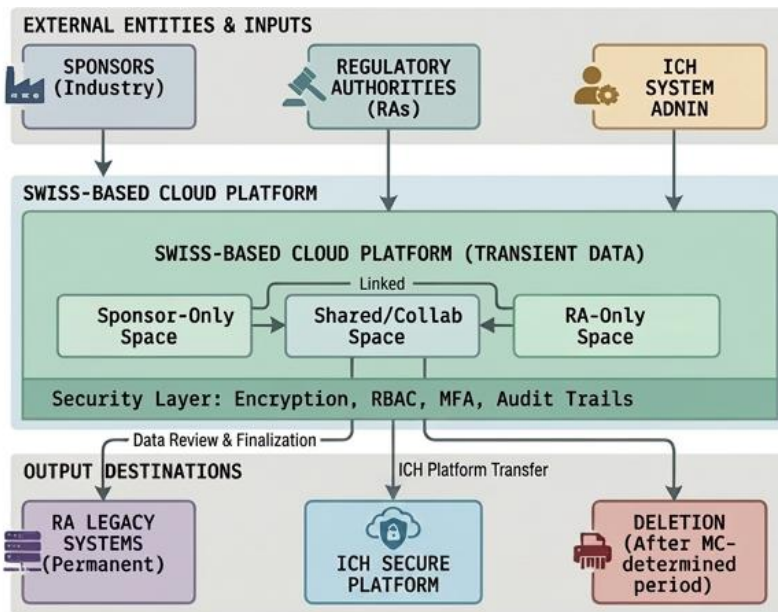 EXTERNAL ENTITIES & INPUTS
SPONSORS
(Industry)
REGULATORY
AUTHORITIES
(RAs)
ICH
SYSTEM
ADMIN
SWISS-BASED CLOUD PLATFORM
SWISS-BASED CLOUD PLATFORM (TRANSIENT DATA)
Linked
Sponsor-Only
Space
Shared/Collab
Space
RA-Only
Space
Security Layer: Encryption, RBAC, MFA, Audit Trails
Data Review & Finalization
ICH Platform Transfer
OUTPUT DESTINATIONS
RA LEGACY
SYSTEMS
(Permanent)
ICH SECURE
PLATFORM
DELETION
(After MC-
determined
period)